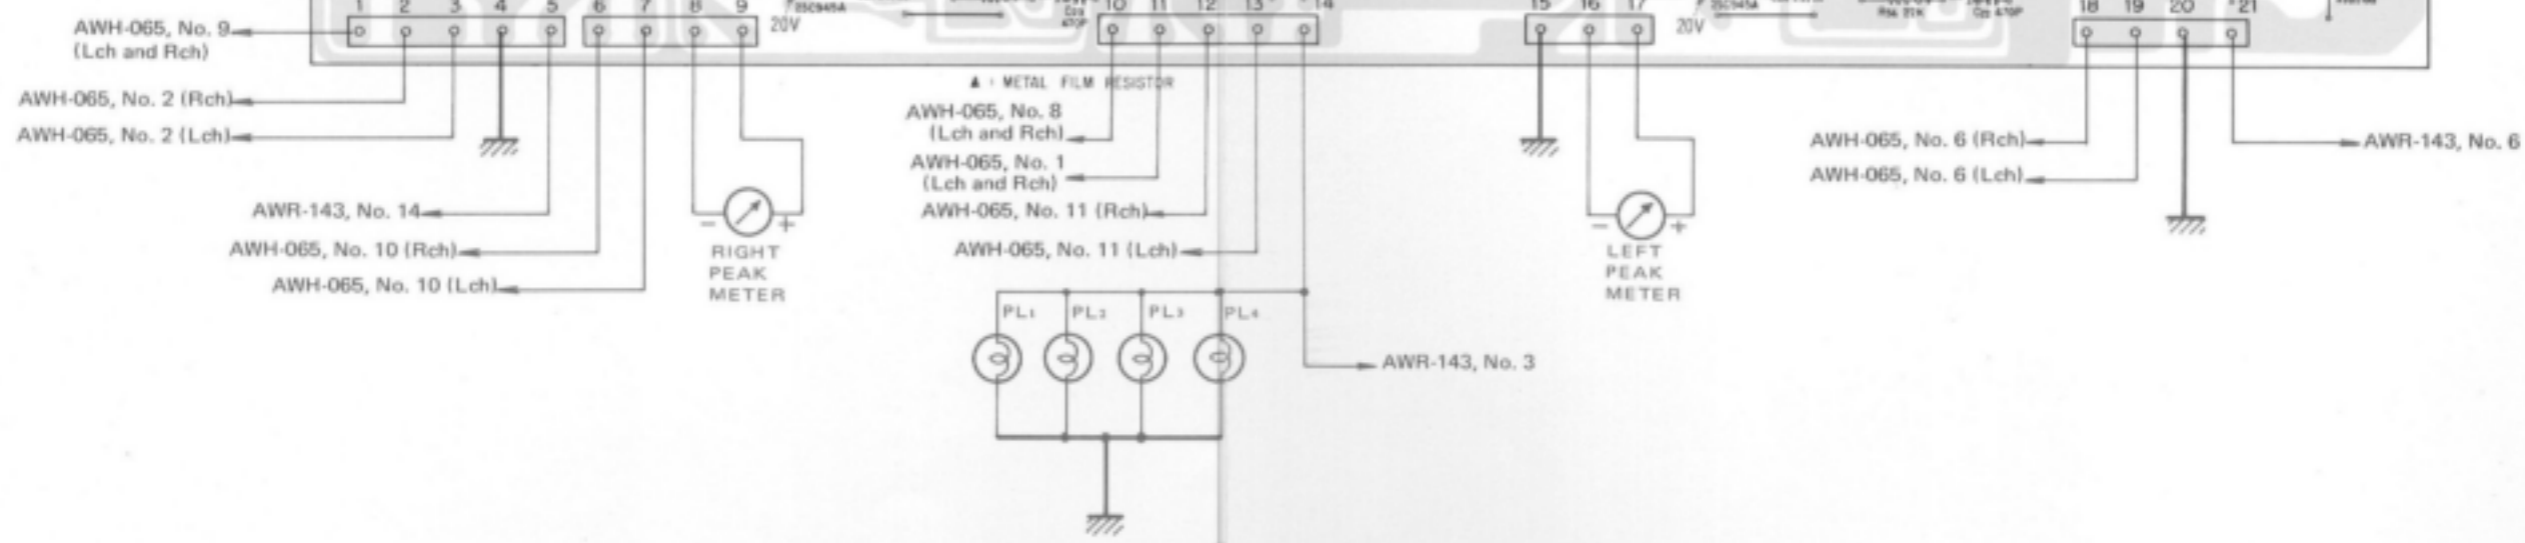 1 2 3 4 5 6 7 8 9
20V
2SC945A
10 11 12 13 14
470P
15 16 17
20V
2SC945A
470P
18 19 20 21
AWH-065, No. 9
(Lch and Rch)
AWH-065, No. 2 (Rch)
AWH-065, No. 2 (Lch)
AWR-143, No. 14
AWH-065, No. 10 (Rch)
AWH-065, No. 10 (Lch)
− +
RIGHT
PEAK
METER
▲ : METAL FILM RESISTOR
AWH-065, No. 8
(Lch and Rch)
AWH-065, No. 1
(Lch and Rch)
AWH-065, No. 11 (Rch)
AWH-065, No. 11 (Lch)
PL1 PL2 PL3 PL4
AWR-143, No. 3
− +
LEFT
PEAK
METER
AWH-065, No. 6 (Rch)
AWH-065, No. 6 (Lch)
AWR-143, No. 6